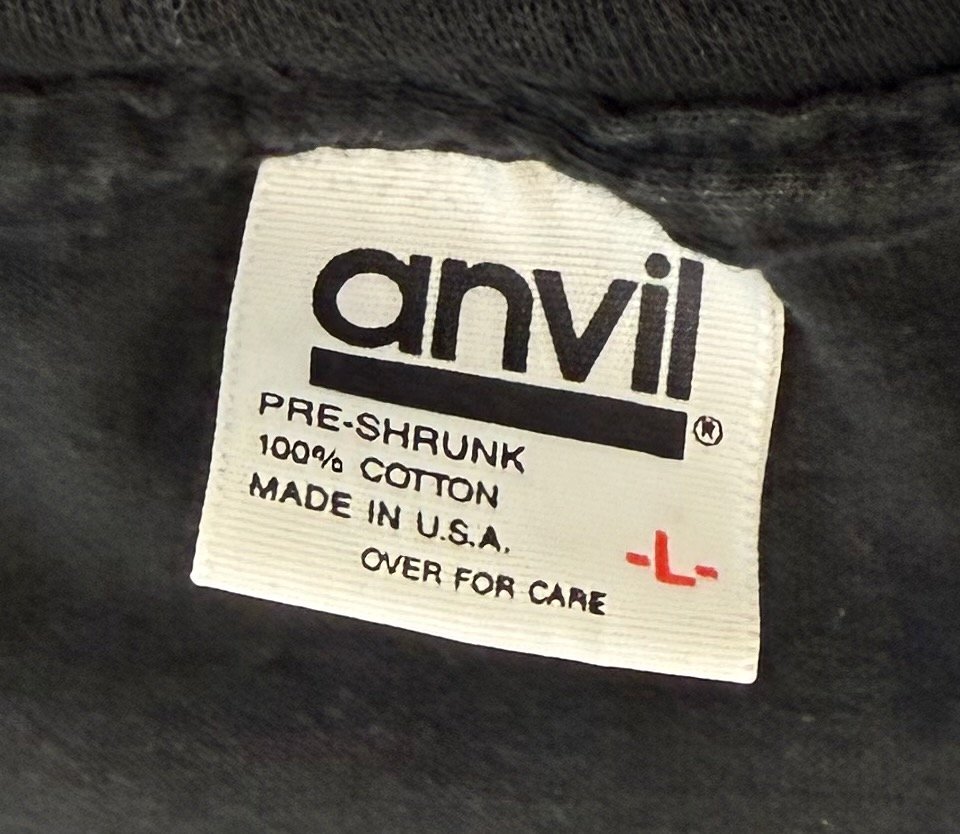 anvil®
PRE-SHRUNK
100% COTTON
MADE IN U.S.A.
-L-
OVER FOR CARE